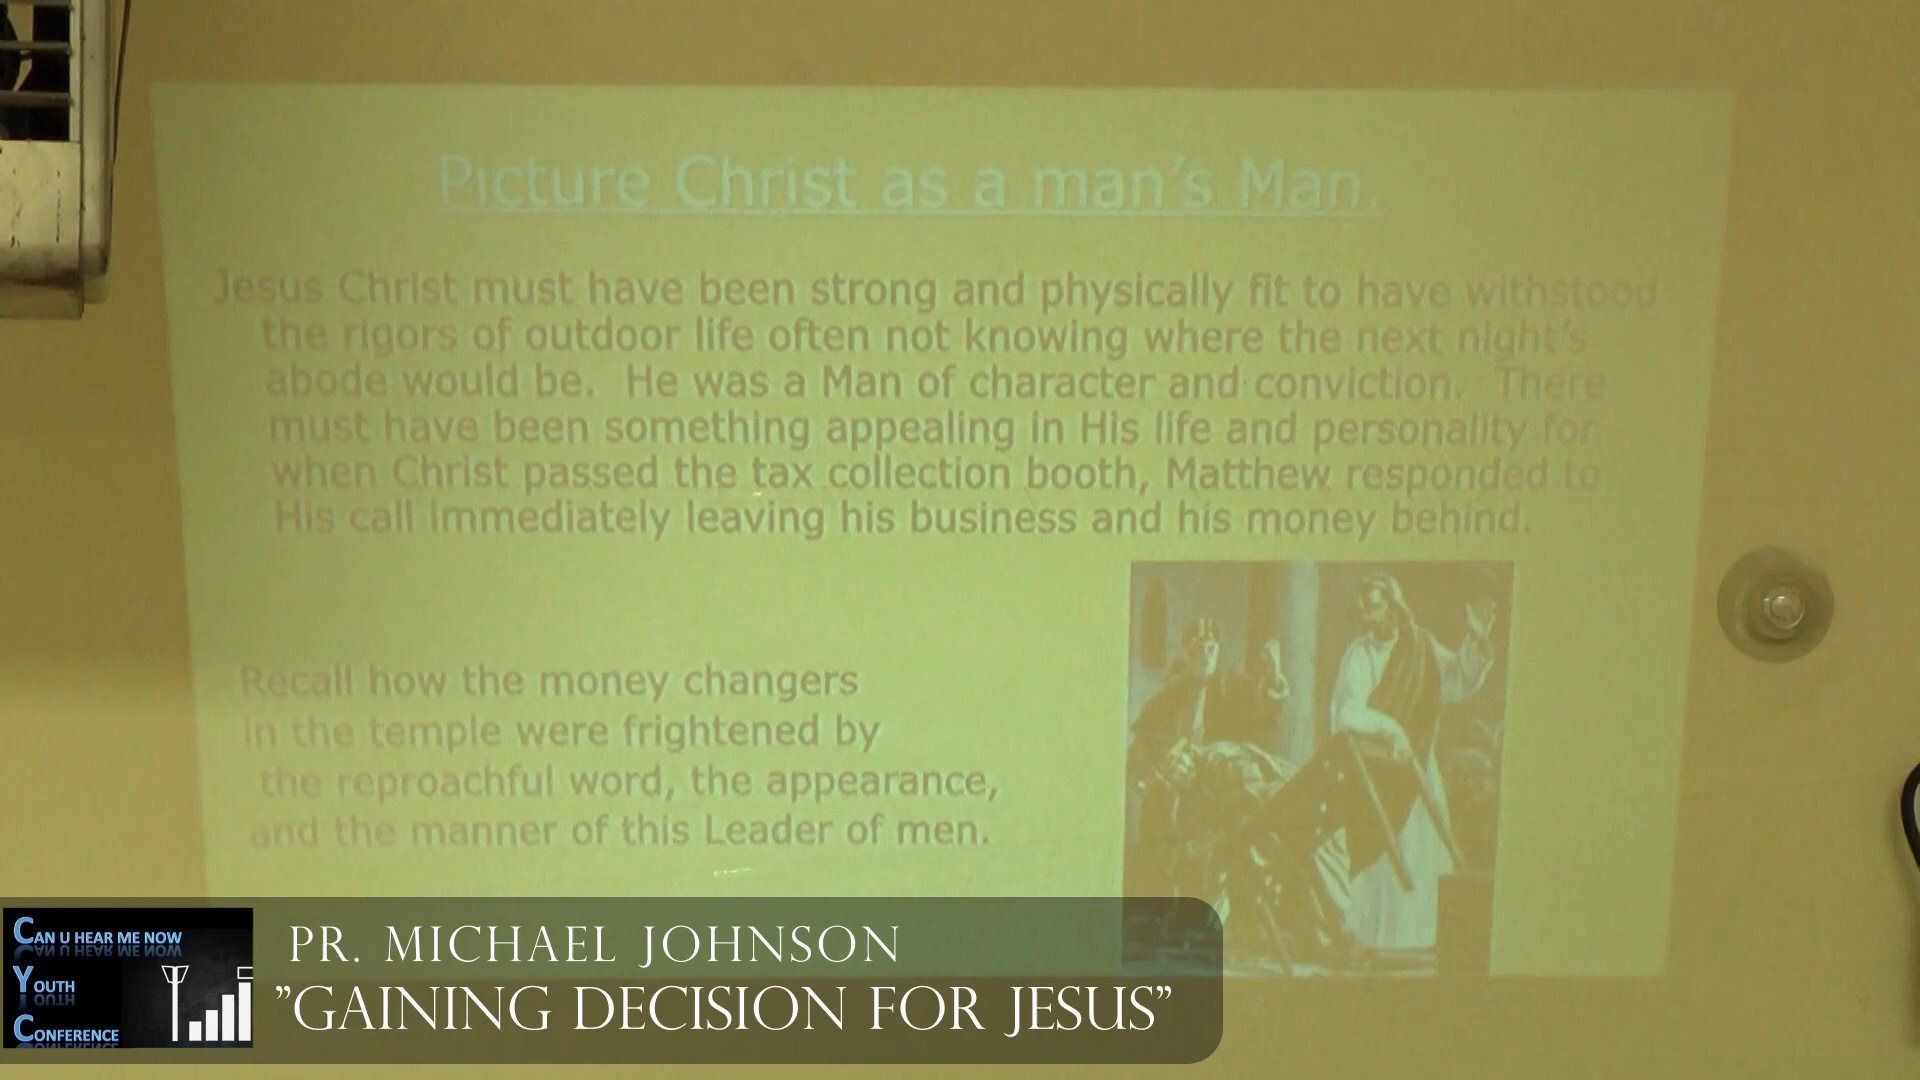 Picture Christ as a man's Man.
Jesus Christ must have been strong and physically fit to have withstood
the rigors of outdoor life often not knowing where the next night's
abode would be. He was a Man of character and conviction. There
must have been something appealing in His life and personality for
when Christ passed the tax collection booth, Matthew responded to
His call immediately leaving his business and his money behind.
Recall how the money changers
in the temple were frightened by
the reproachful word, the appearance,
and the manner of this Leader of men.
CAN U HEAR ME NOW
YOUTH
CONFERENCE
PR. MICHAEL JOHNSON
"GAINING DECISION FOR JESUS"